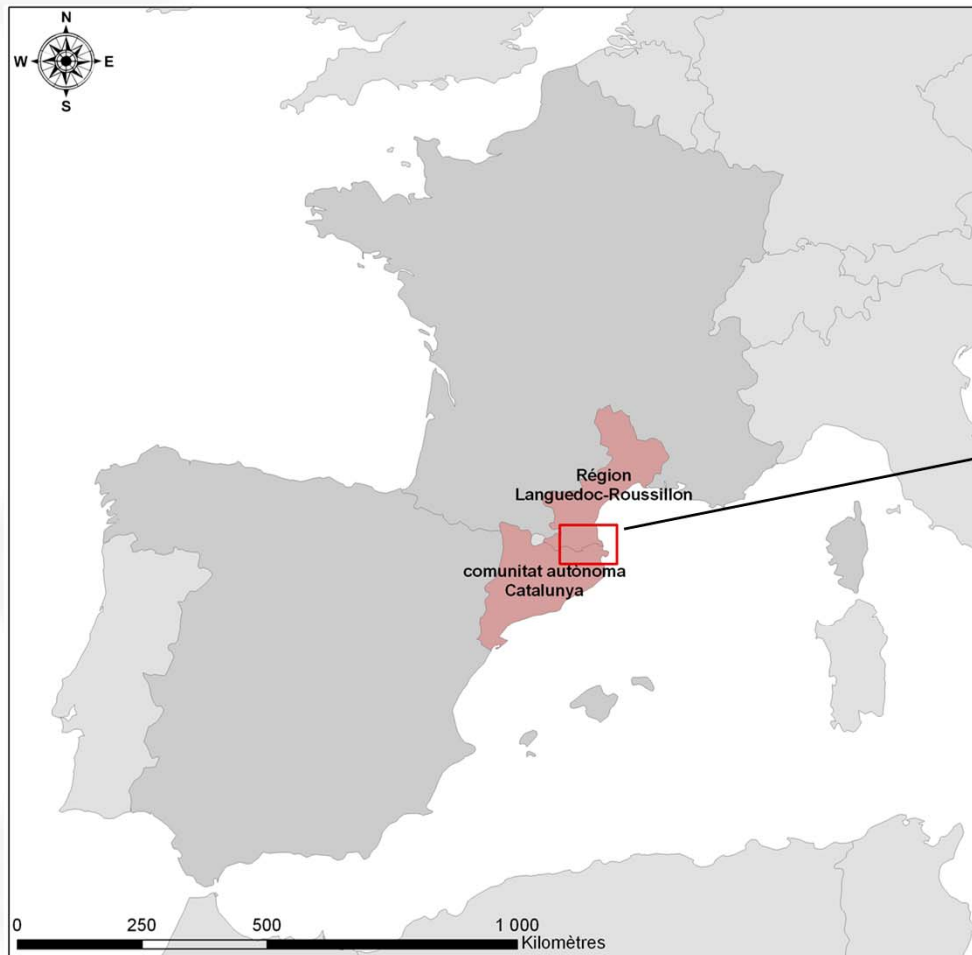 N
W E
S
Région
Languedoc-Roussillon
comunitat autònoma
Catalunya
0 250 500 1 000
Kilomètres